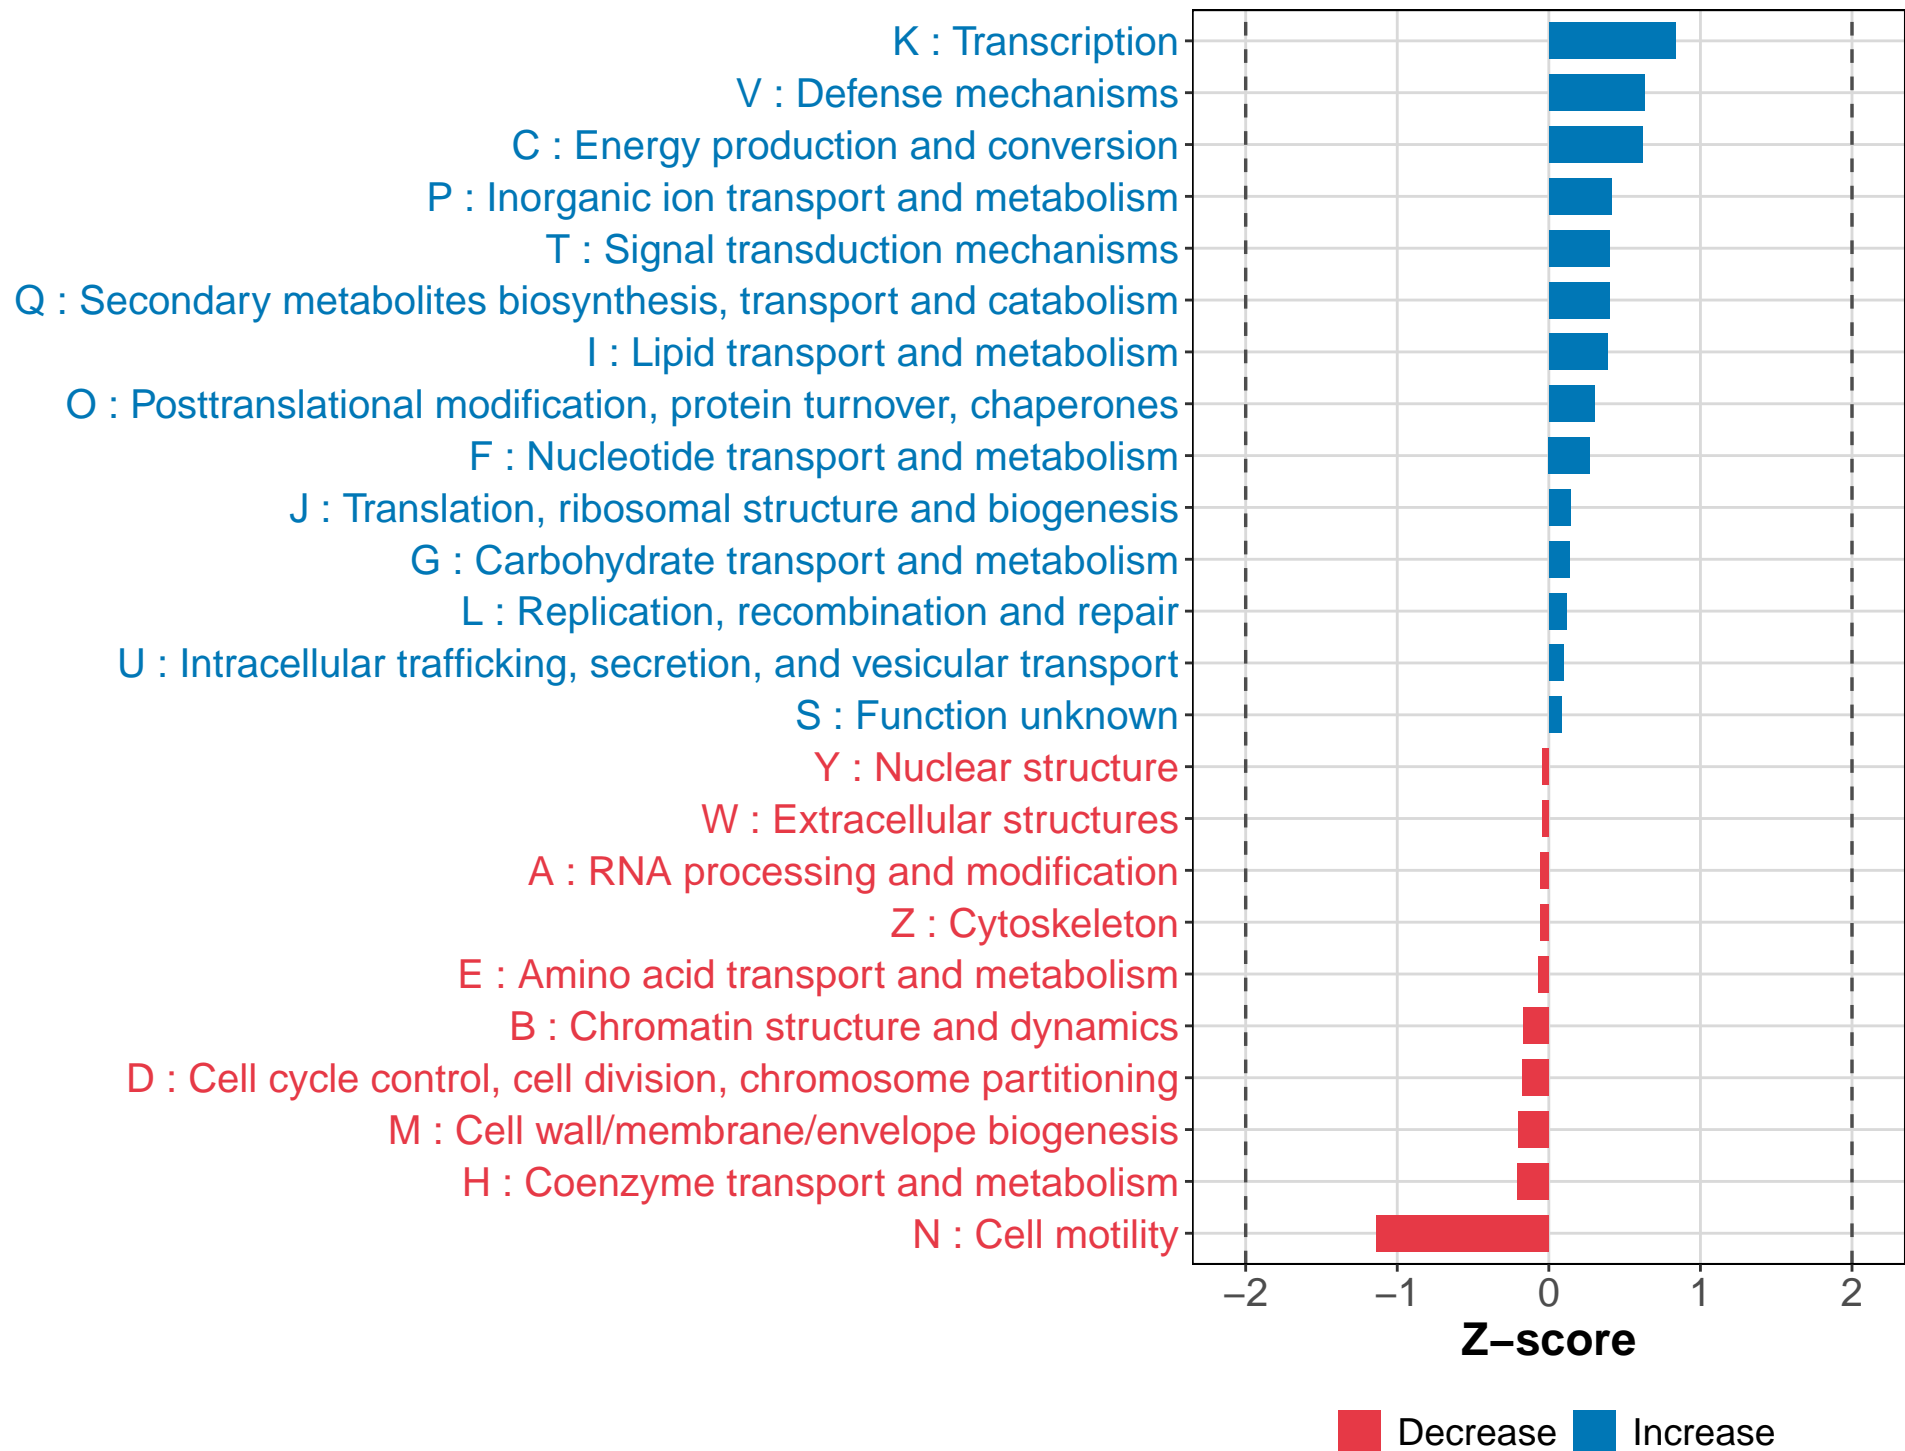 K : Transcription
V : Defense mechanisms
C : Energy production and conversion
P : Inorganic ion transport and metabolism
T : Signal transduction mechanisms
Q : Secondary metabolites biosynthesis, transport and catabolism
I : Lipid transport and metabolism
O : Posttranslational modification, protein turnover, chaperones
F : Nucleotide transport and metabolism
J : Translation, ribosomal structure and biogenesis
G : Carbohydrate transport and metabolism
L : Replication, recombination and repair
U : Intracellular trafficking, secretion, and vesicular transport
S : Function unknown
Y : Nuclear structure
W : Extracellular structures
A : RNA processing and modification
Z : Cytoskeleton
E : Amino acid transport and metabolism
B : Chromatin structure and dynamics
D : Cell cycle control, cell division, chromosome partitioning
M : Cell wall/membrane/envelope biogenesis
H : Coenzyme transport and metabolism
N : Cell motility
−2 −1 0 1 2
Z−score
Decrease Increase